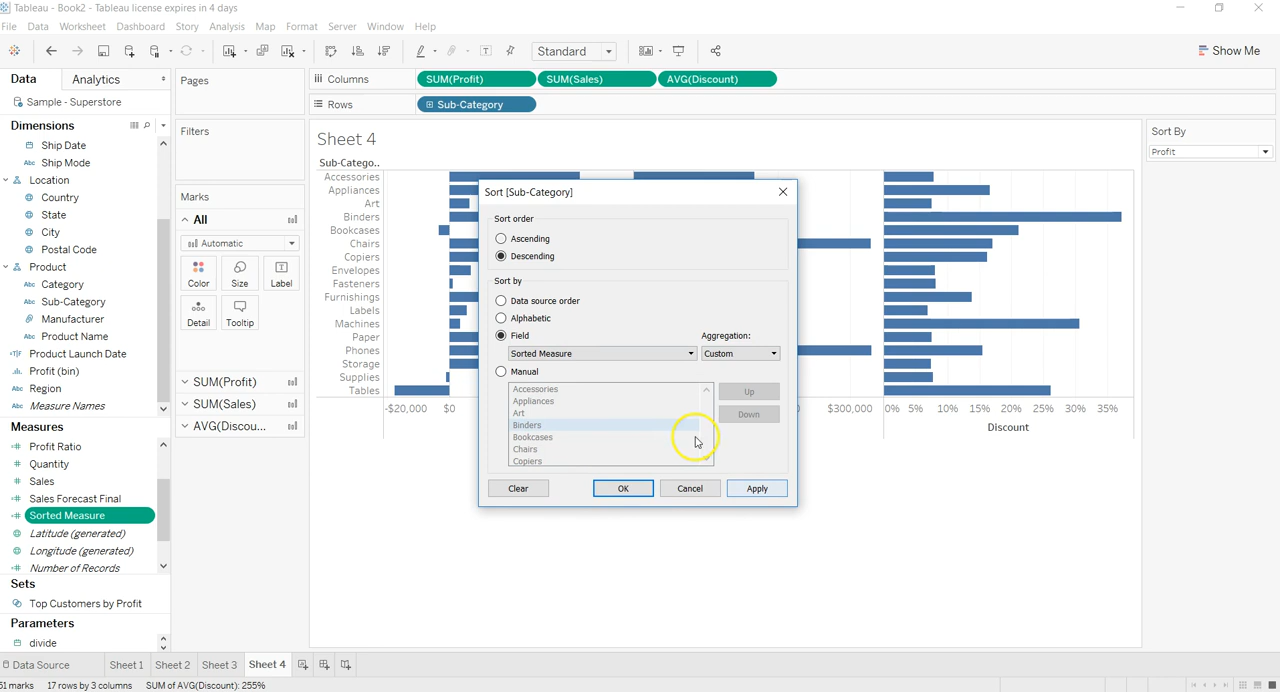 Tableau - Book2 - Tableau license expires in 4 days
File Data Worksheet Dashboard Story Analysis Map Format Server Window Help
Standard
Show Me
Data Analytics
Sample - Superstore
Dimensions
Ship Date
Ship Mode
Location
Country
State
City
Postal Code
Product
Category
Sub-Category
Manufacturer
Product Name
Product Launch Date
Profit (bin)
Region
Measure Names
Measures
Profit Ratio
Quantity
Sales
Sales Forecast Final
Sorted Measure
Latitude (generated)
Longitude (generated)
Number of Records
Sets
Top Customers by Profit
Parameters
divide
Pages
Filters
Marks
All
Automatic
Color Size Label
Detail Tooltip
SUM(Profit)
SUM(Sales)
AVG(Discou...
Columns SUM(Profit) SUM(Sales) AVG(Discount)
Rows Sub-Category
Sheet 4
Sub-Catego..
Accessories
Appliances
Art
Binders
Bookcases
Chairs
Copiers
Envelopes
Fasteners
Furnishings
Labels
Machines
Paper
Phones
Storage
Supplies
Tables
-$20,000 $0
$300,000
0% 5% 10% 15% 20% 25% 30% 35%
Discount
Sort [Sub-Category]
Sort order
Ascending
Descending
Sort by
Data source order
Alphabetic
Field
Aggregation:
Sorted Measure Custom
Manual
Accessories
Appliances
Art
Binders
Bookcases
Chairs
Copiers
Up
Down
Clear OK Cancel Apply
Sort By
Profit
Data Source Sheet 1 Sheet 2 Sheet 3 Sheet 4
51 marks 17 rows by 3 columns SUM of AVG(Discount): 255%